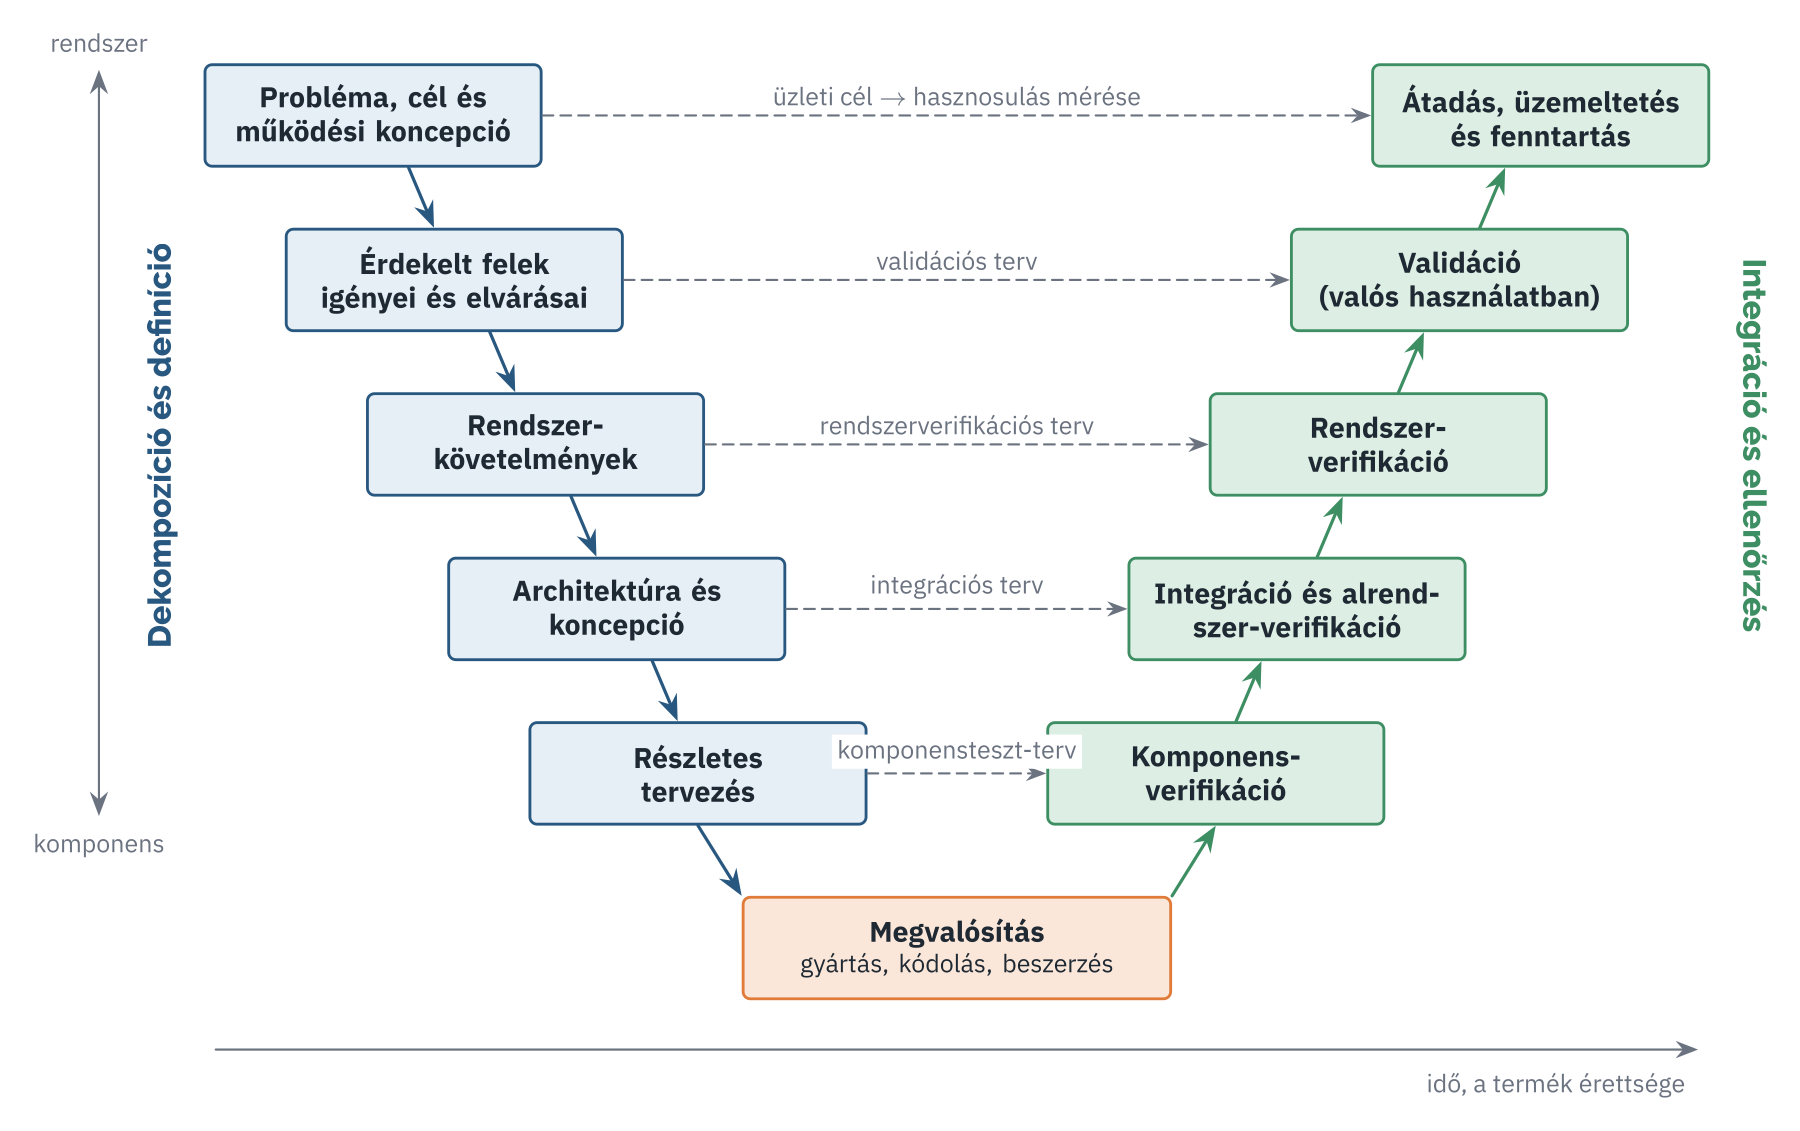 rendszer
Probléma, cél és
működési koncepció
üzleti cél → hasznosulás mérése
Átadás, üzemeltetés
és fenntartás
Érdekelt felek
igényei és elvárásai
validációs terv
Validáció
(valós használatban)
Dekompozíció és definíció
Integráció és ellenőrzés
Rendszer-
követelmények
rendszerverifikációs terv
Rendszer-
verifikáció
Architektúra és
koncepció
integrációs terv
Integráció és alrend-
szer-verifikáció
Részletes
tervezés
komponensteszt-terv
Komponens-
verifikáció
komponens
Megvalósítás
gyártás, kódolás, beszerzés
idő, a termék érettsége